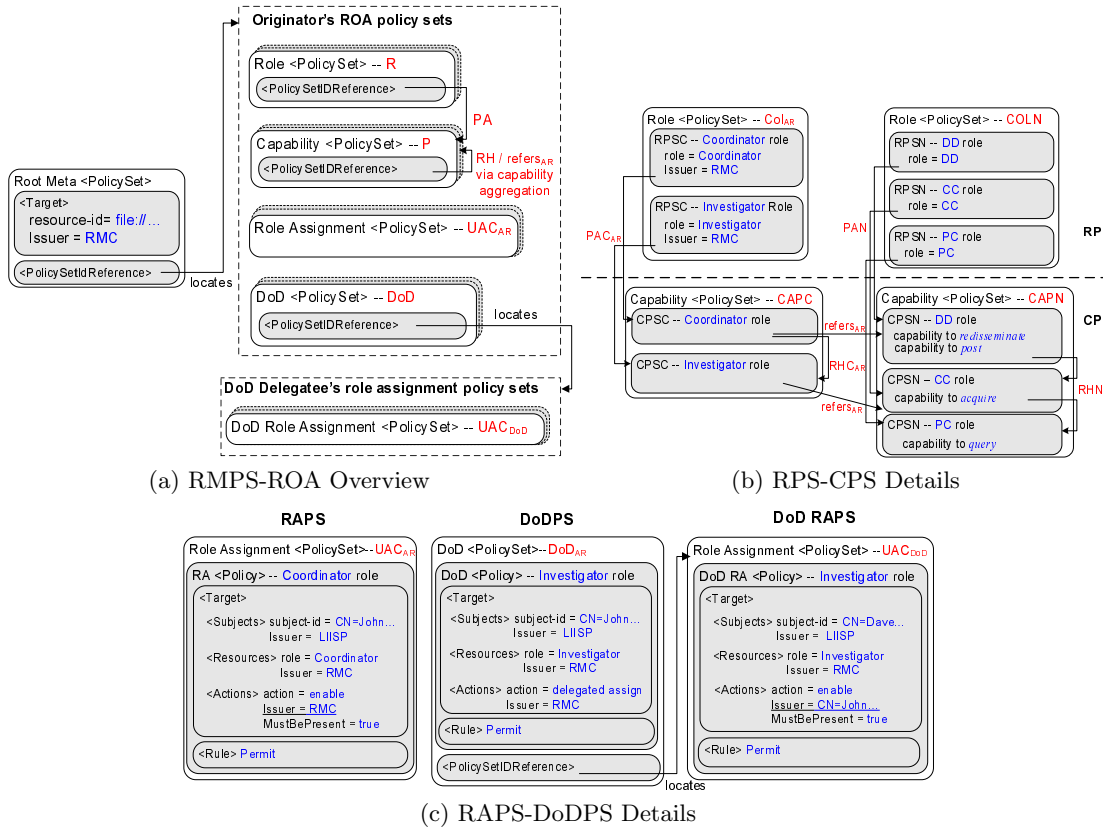 Originator's ROA policy sets
Role <PolicySet> -- R
<PolicySetIDReference>
PA
Capability <PolicySet> -- P
<PolicySetIDReference>
RH / refersAR
via capability
aggregation
Role Assignment <PolicySet> -- UACAR
DoD <PolicySet> -- DoD
<PolicySetIDReference>
locates
DoD Delegatee's role assignment policy sets
DoD Role Assignment <PolicySet> -- UACDoD
Root Meta <PolicySet>
<Target>
resource-id= file://...
Issuer = RMC
<PolicySetIdReference>
locates
(a) RMPS-ROA Overview
Role <PolicySet> -- ColAR
RPSC -- Coordinator role
role = Coordinator
Issuer = RMC
RPSC -- Investigator Role
role = Investigator
Issuer = RMC
PACAR
Role <PolicySet> -- COLN
RPSN -- DD role
role = DD
RPSN -- CC role
role = CC
RPSN -- PC role
role = PC
PAN
RP
Capability <PolicySet> -- CAPC
CPSC -- Coordinator role
CPSC -- Investigator role
refersAR
RHCAR
refersAR
Capability <PolicySet> -- CAPN
CPSN -- DD role
capability to redisseminate
capability to post
CPSN – CC role
capability to acquire
CPSN -- PC role
capability to query
CP
RHN
(b) RPS-CPS Details
RAPS
Role Assignment <PolicySet>--UACAR
RA <Policy> -- Coordinator role
<Target>
<Subjects> subject-id = CN=John...
Issuer = LIISP
<Resources> role = Coordinator
Issuer = RMC
<Actions> action = enable
Issuer = RMC
MustBePresent = true
<Rule> Permit
DoDPS
DoD <PolicySet>--DoDAR
DoD <Policy> -- Investigator role
<Target>
<Subjects> subject-id = CN=John...
Issuer = LIISP
<Resources> role = Investigator
Issuer = RMC
<Actions> action = delegated assign
Issuer = RMC
<Rule> Permit
<PolicySetIDReference>
locates
DoD RAPS
Role Assignment <PolicySet> --UACDoD
DoD RA <Policy> -- Investigator role
<Target>
<Subjects> subject-id = CN=Dave...
Issuer = LIISP
<Resources> role = Investigator
Issuer = RMC
<Actions> action = enable
Issuer = CN=John...
MustBePresent = true
<Rule> Permit
(c) RAPS-DoDPS Details